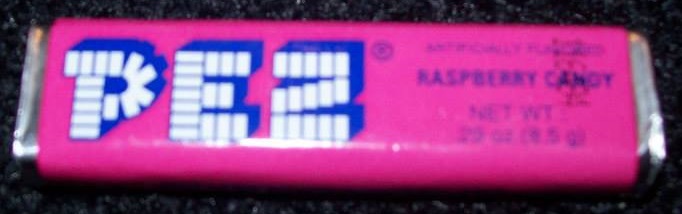 PEZ®
ARTIFICIALLY FLAVORED
RASPBERRY CANDY
NET WT
.29 oz (8.5 g)